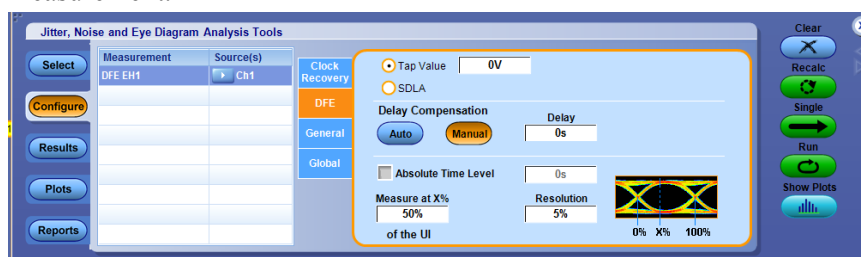 Jitter, Noise and Eye Diagram Analysis Tools
Clear
Select
Measurement
Source(s)
DFE EH1
Ch1
Clock
Recovery
Tap Value
0V
SDLA
Recalc
Configure
DFE
Delay Compensation
Auto
Manual
Delay
0s
Single
Results
General
Run
Global
Absolute Time Level
0s
Plots
Measure at X%
50%
of the UI
Resolution
5%
0% X% 100%
Show Plots
Reports